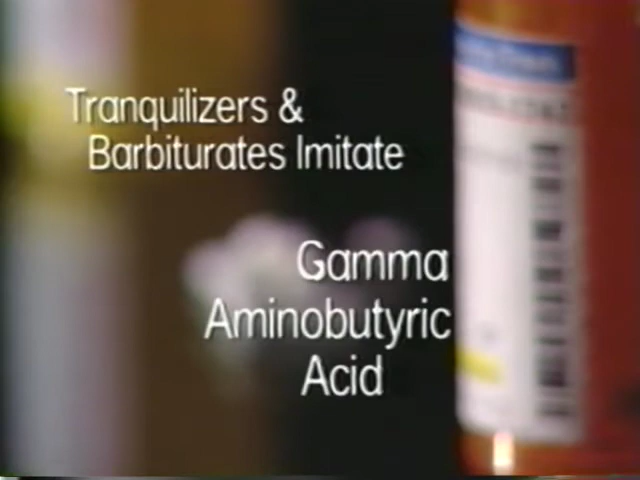 Tranquilizers &
Barbiturates Imitate
Gamma
Aminobutyric
Acid